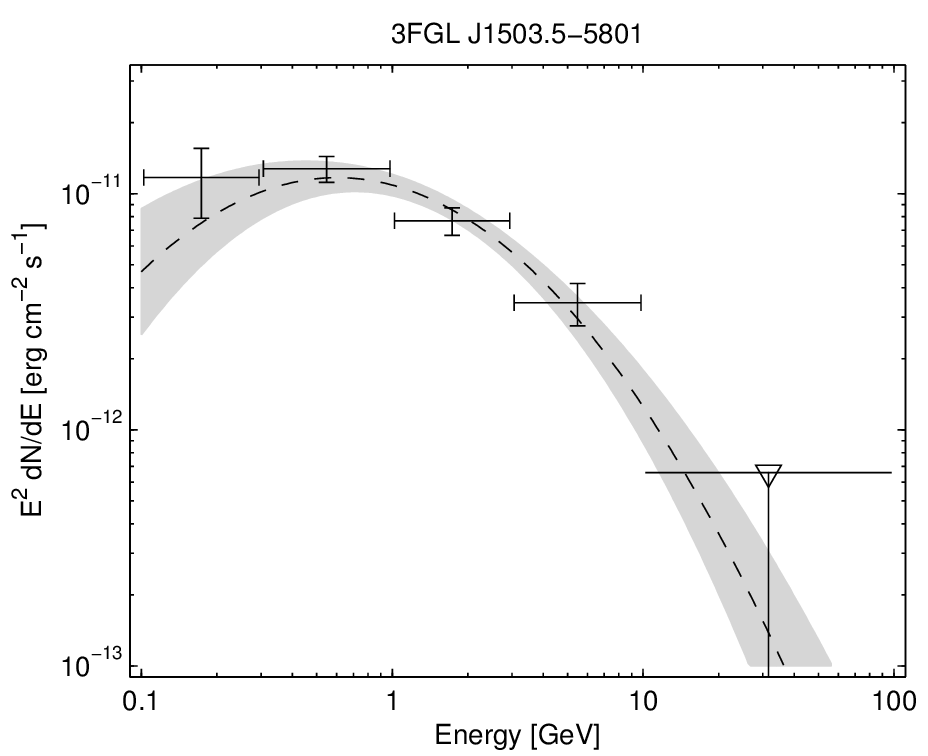 3FGL J1503.5−5801
E² dN/dE [erg cm⁻² s⁻¹]
10⁻¹¹
10⁻¹²
10⁻¹³
0.1 1 10 100
Energy [GeV]